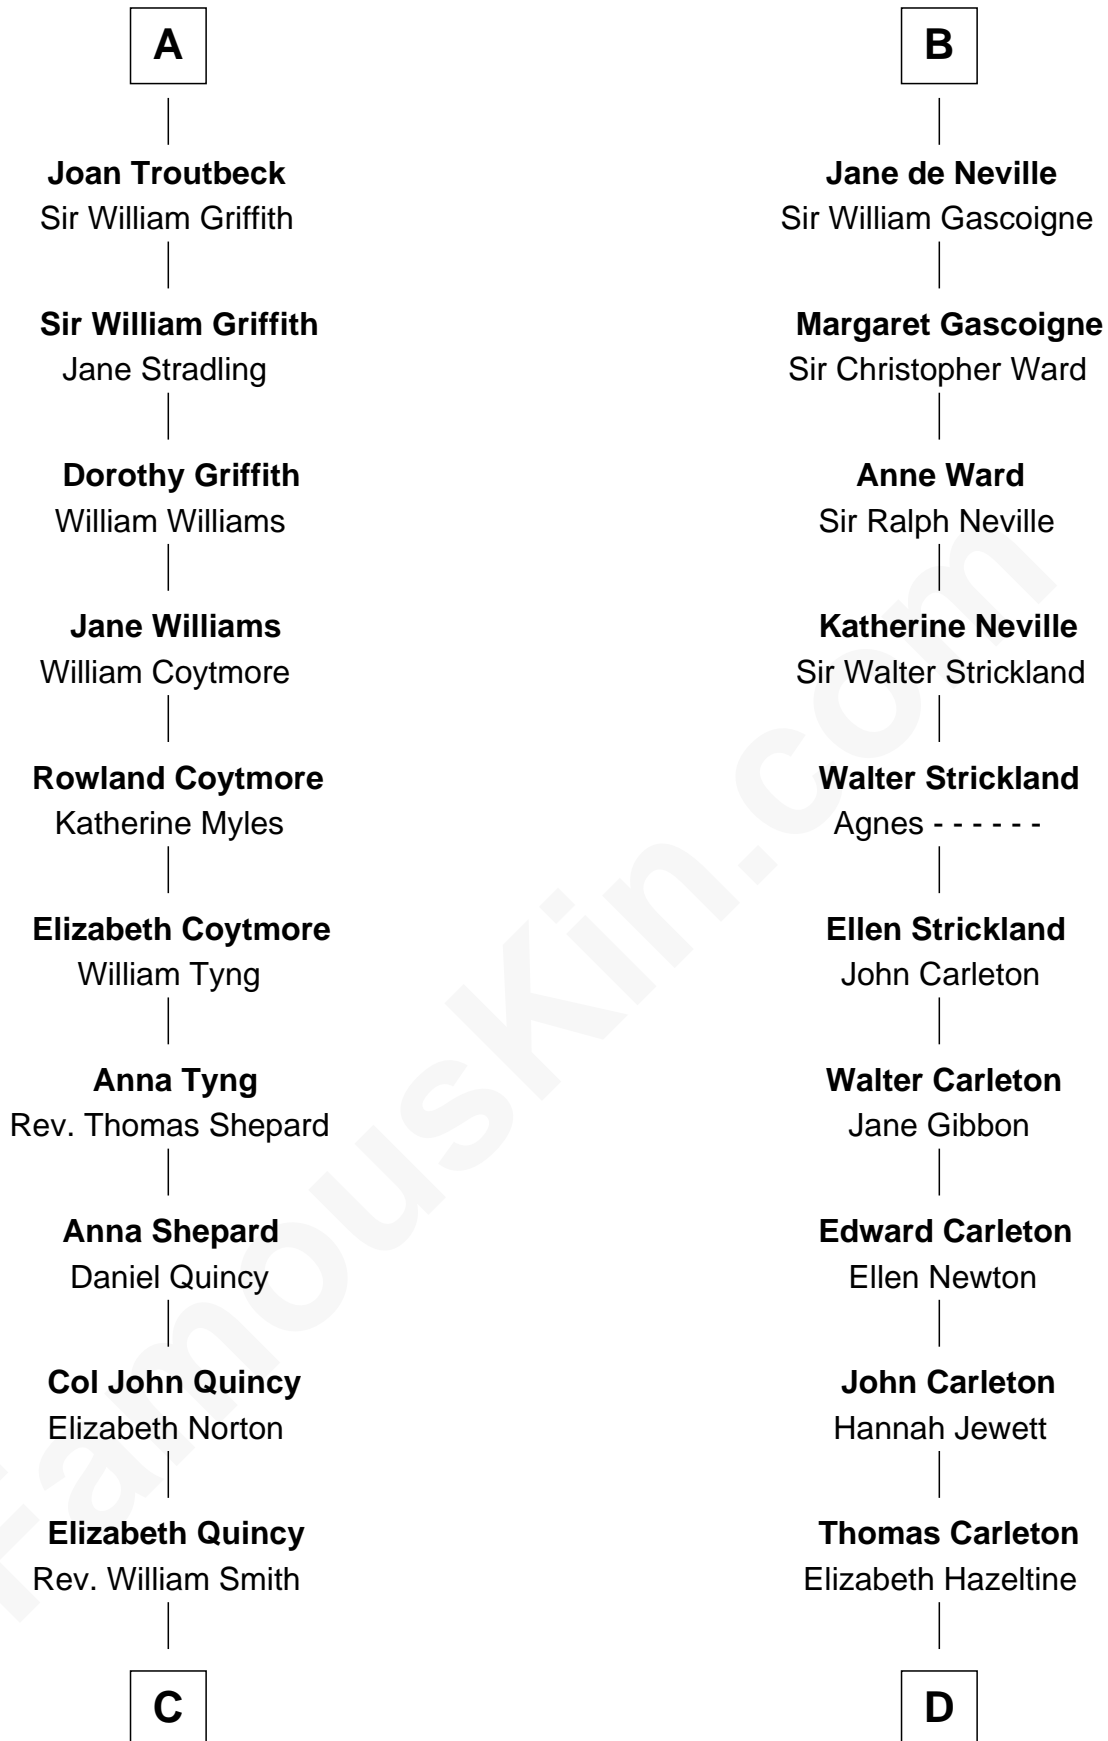 A
Joan Troutbeck
Sir William Griffith
Sir William Griffith
Jane Stradling
Dorothy Griffith
William Williams
Jane Williams
William Coytmore
Rowland Coytmore
Katherine Myles
Elizabeth Coytmore
William Tyng
Anna Tyng
Rev. Thomas Shepard
Anna Shepard
Daniel Quincy
Col John Quincy
Elizabeth Norton
Elizabeth Quincy
Rev. William Smith
C
B
Jane de Neville
Sir William Gascoigne
Margaret Gascoigne
Sir Christopher Ward
Anne Ward
Sir Ralph Neville
Katherine Neville
Sir Walter Strickland
Walter Strickland
Agnes - - - - - -
Ellen Strickland
John Carleton
Walter Carleton
Jane Gibbon
Edward Carleton
Ellen Newton
John Carleton
Hannah Jewett
Thomas Carleton
Elizabeth Hazeltine
D
FamousKin.com